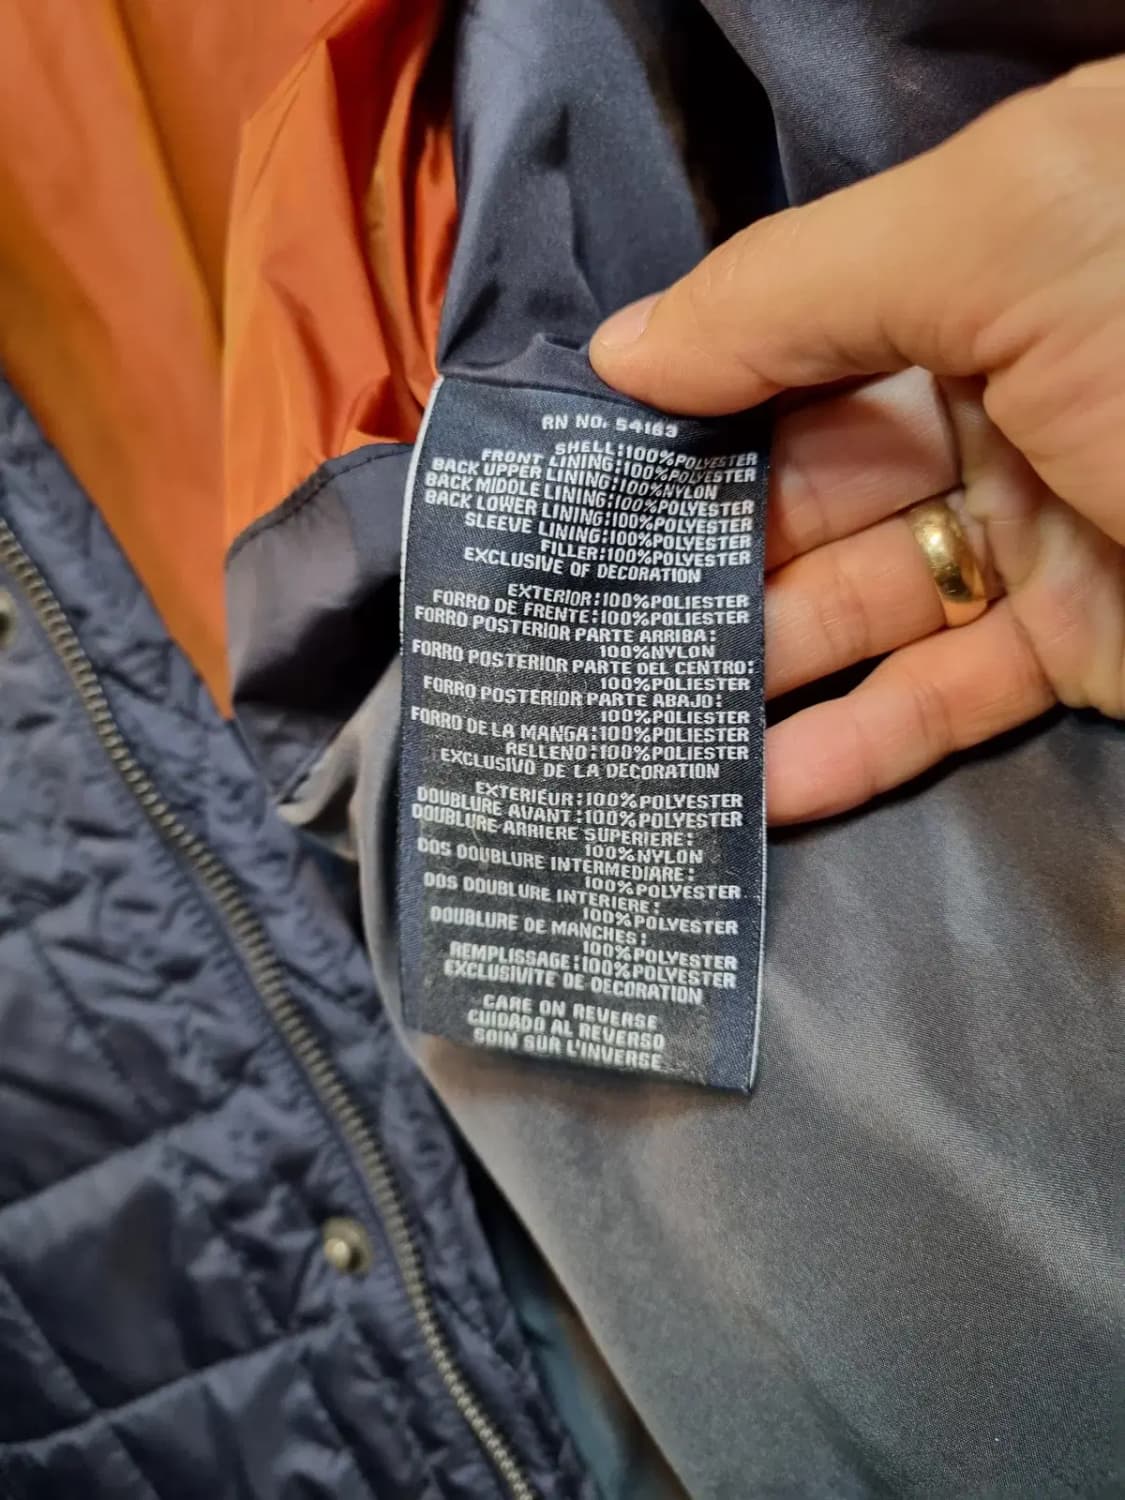 RN NO. 54163
SHELL:100%POLYESTER
FRONT LINING:100%POLYESTER
BACK UPPER LINING:100%NYLON
BACK MIDDLE LINING:100%POLYESTER
BACK LOWER LINING:100%POLYESTER
SLEEVE LINING:100%POLYESTER
FILLER:100%POLYESTER
EXCLUSIVE OF DECORATION
EXTERIOR:100%POLIESTER
FORRO DE FRENTE:100%POLIESTER
FORRO POSTERIOR PARTE ARRIBA:
100%NYLON
FORRO POSTERIOR PARTE DEL CENTRO:
100%POLIESTER
FORRO POSTERIOR PARTE ABAJO:
100%POLIESTER
FORRO DE LA MANGA:100%POLIESTER
RELLENO:100%POLIESTER
EXCLUSIVO DE LA DECORATION
EXTERIEUR:100%POLYESTER
DOUBLURE AVANT:100%POLYESTER
DOUBLURE ARRIERE SUPERIERE:
100%NYLON
DOS DOUBLURE INTERMEDIARE:
100%POLYESTER
DOS DOUBLURE INTERIERE:
100%POLYESTER
DOUBLURE DE MANCHES:
100%POLYESTER
REMPLISSAGE:100%POLYESTER
EXCLUSIVITE DE DECORATION
CARE ON REVERSE
CUIDADO AL REVERSO
SOIN SUR L'INVERSE